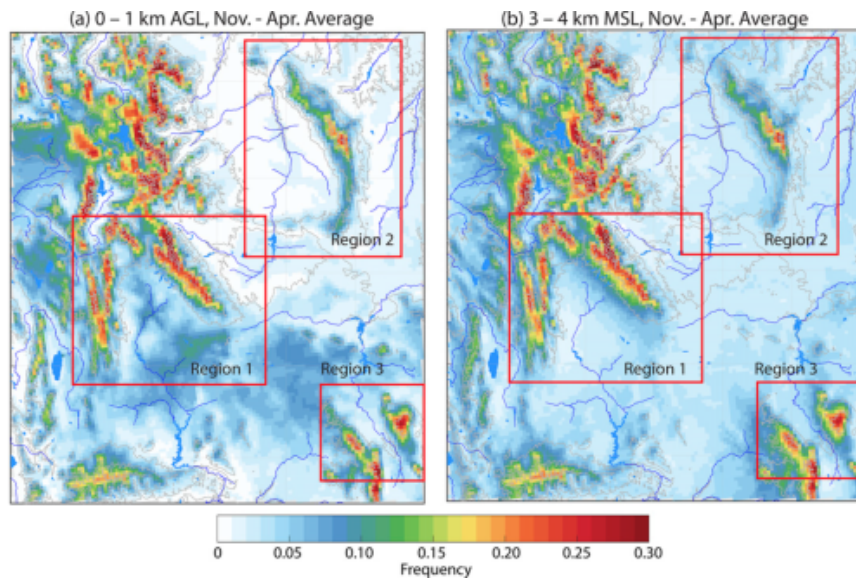 (a) 0 – 1 km AGL, Nov. - Apr. Average
(b) 3 – 4 km MSL, Nov. - Apr. Average
Region 2
Region 2
Region 1
Region 3
Region 1
Region 3
0 0.05 0.10 0.15 0.20 0.25 0.30
Frequency